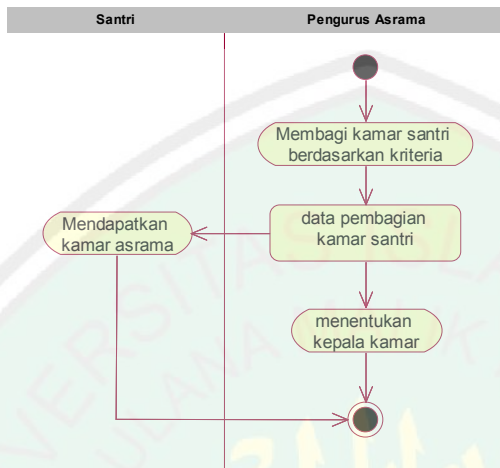 Santri
Pengurus Asrama
Membagi kamar santri
berdasarkan kriteria
data pembagian
kamar santri
Mendapatkan
kamar asrama
menentukan
kepala kamar